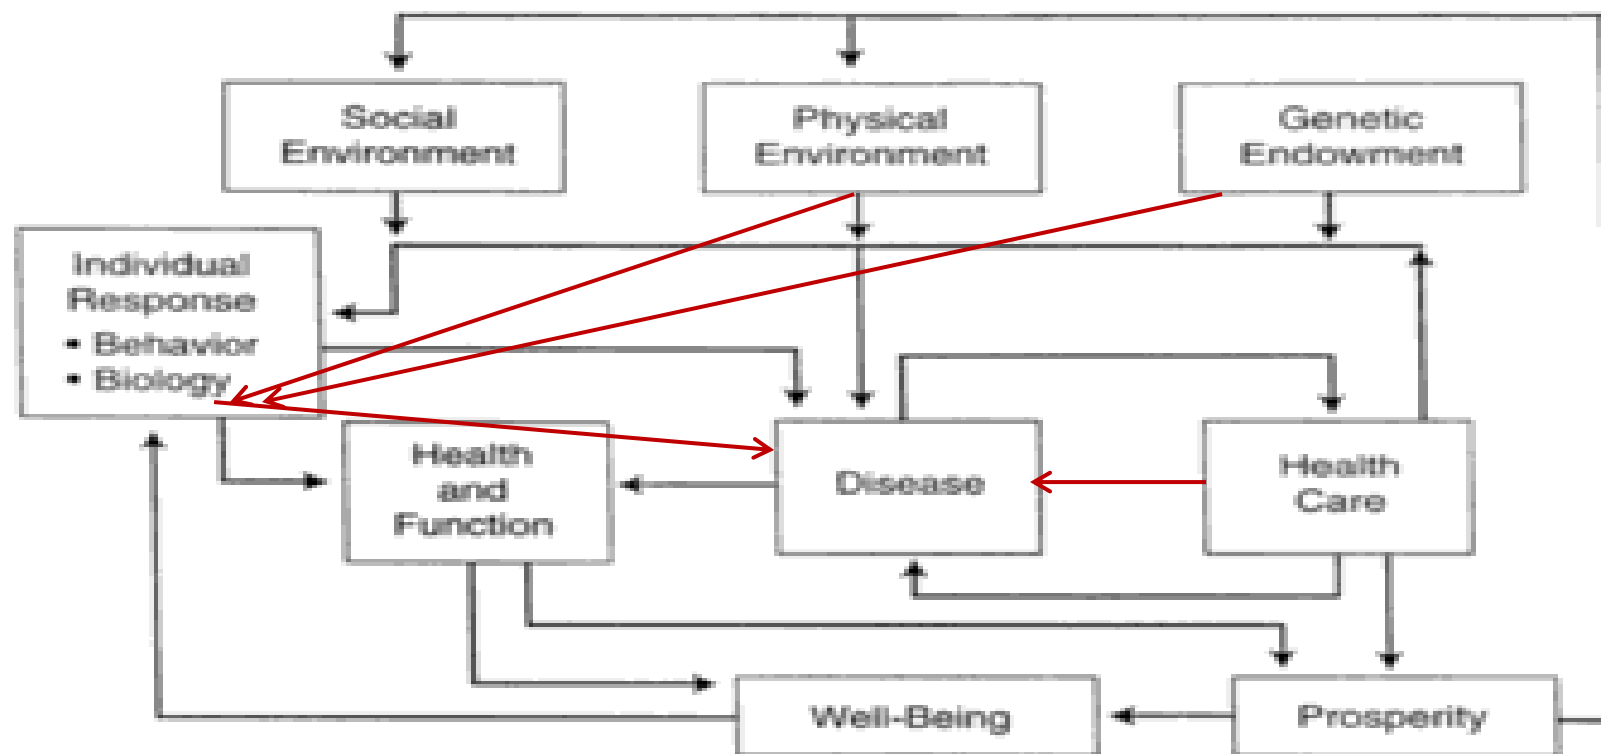 Social
Environment
Physical
Environment
Genetic
Endowment
Individual
Response
• Behavior
• Biology
Health
and
Function
Disease
Health
Care
Well-Being
Prosperity